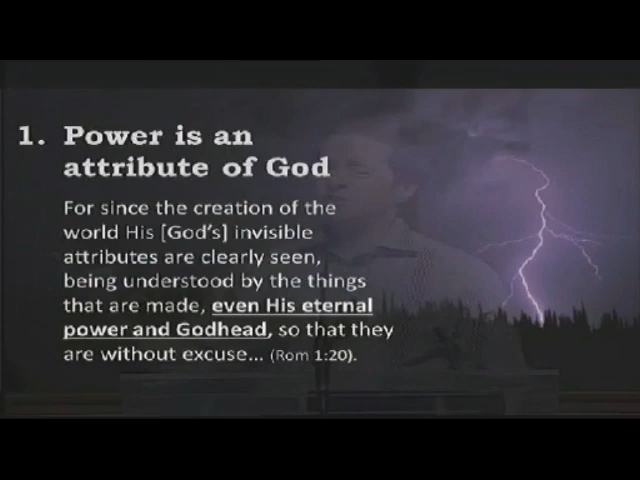 1. Power is an
attribute of God
For since the creation of the
world His [God's] invisible
attributes are clearly seen,
being understood by the things
that are made, even His eternal
power and Godhead, so that they
are without excuse... (Rom 1:20).